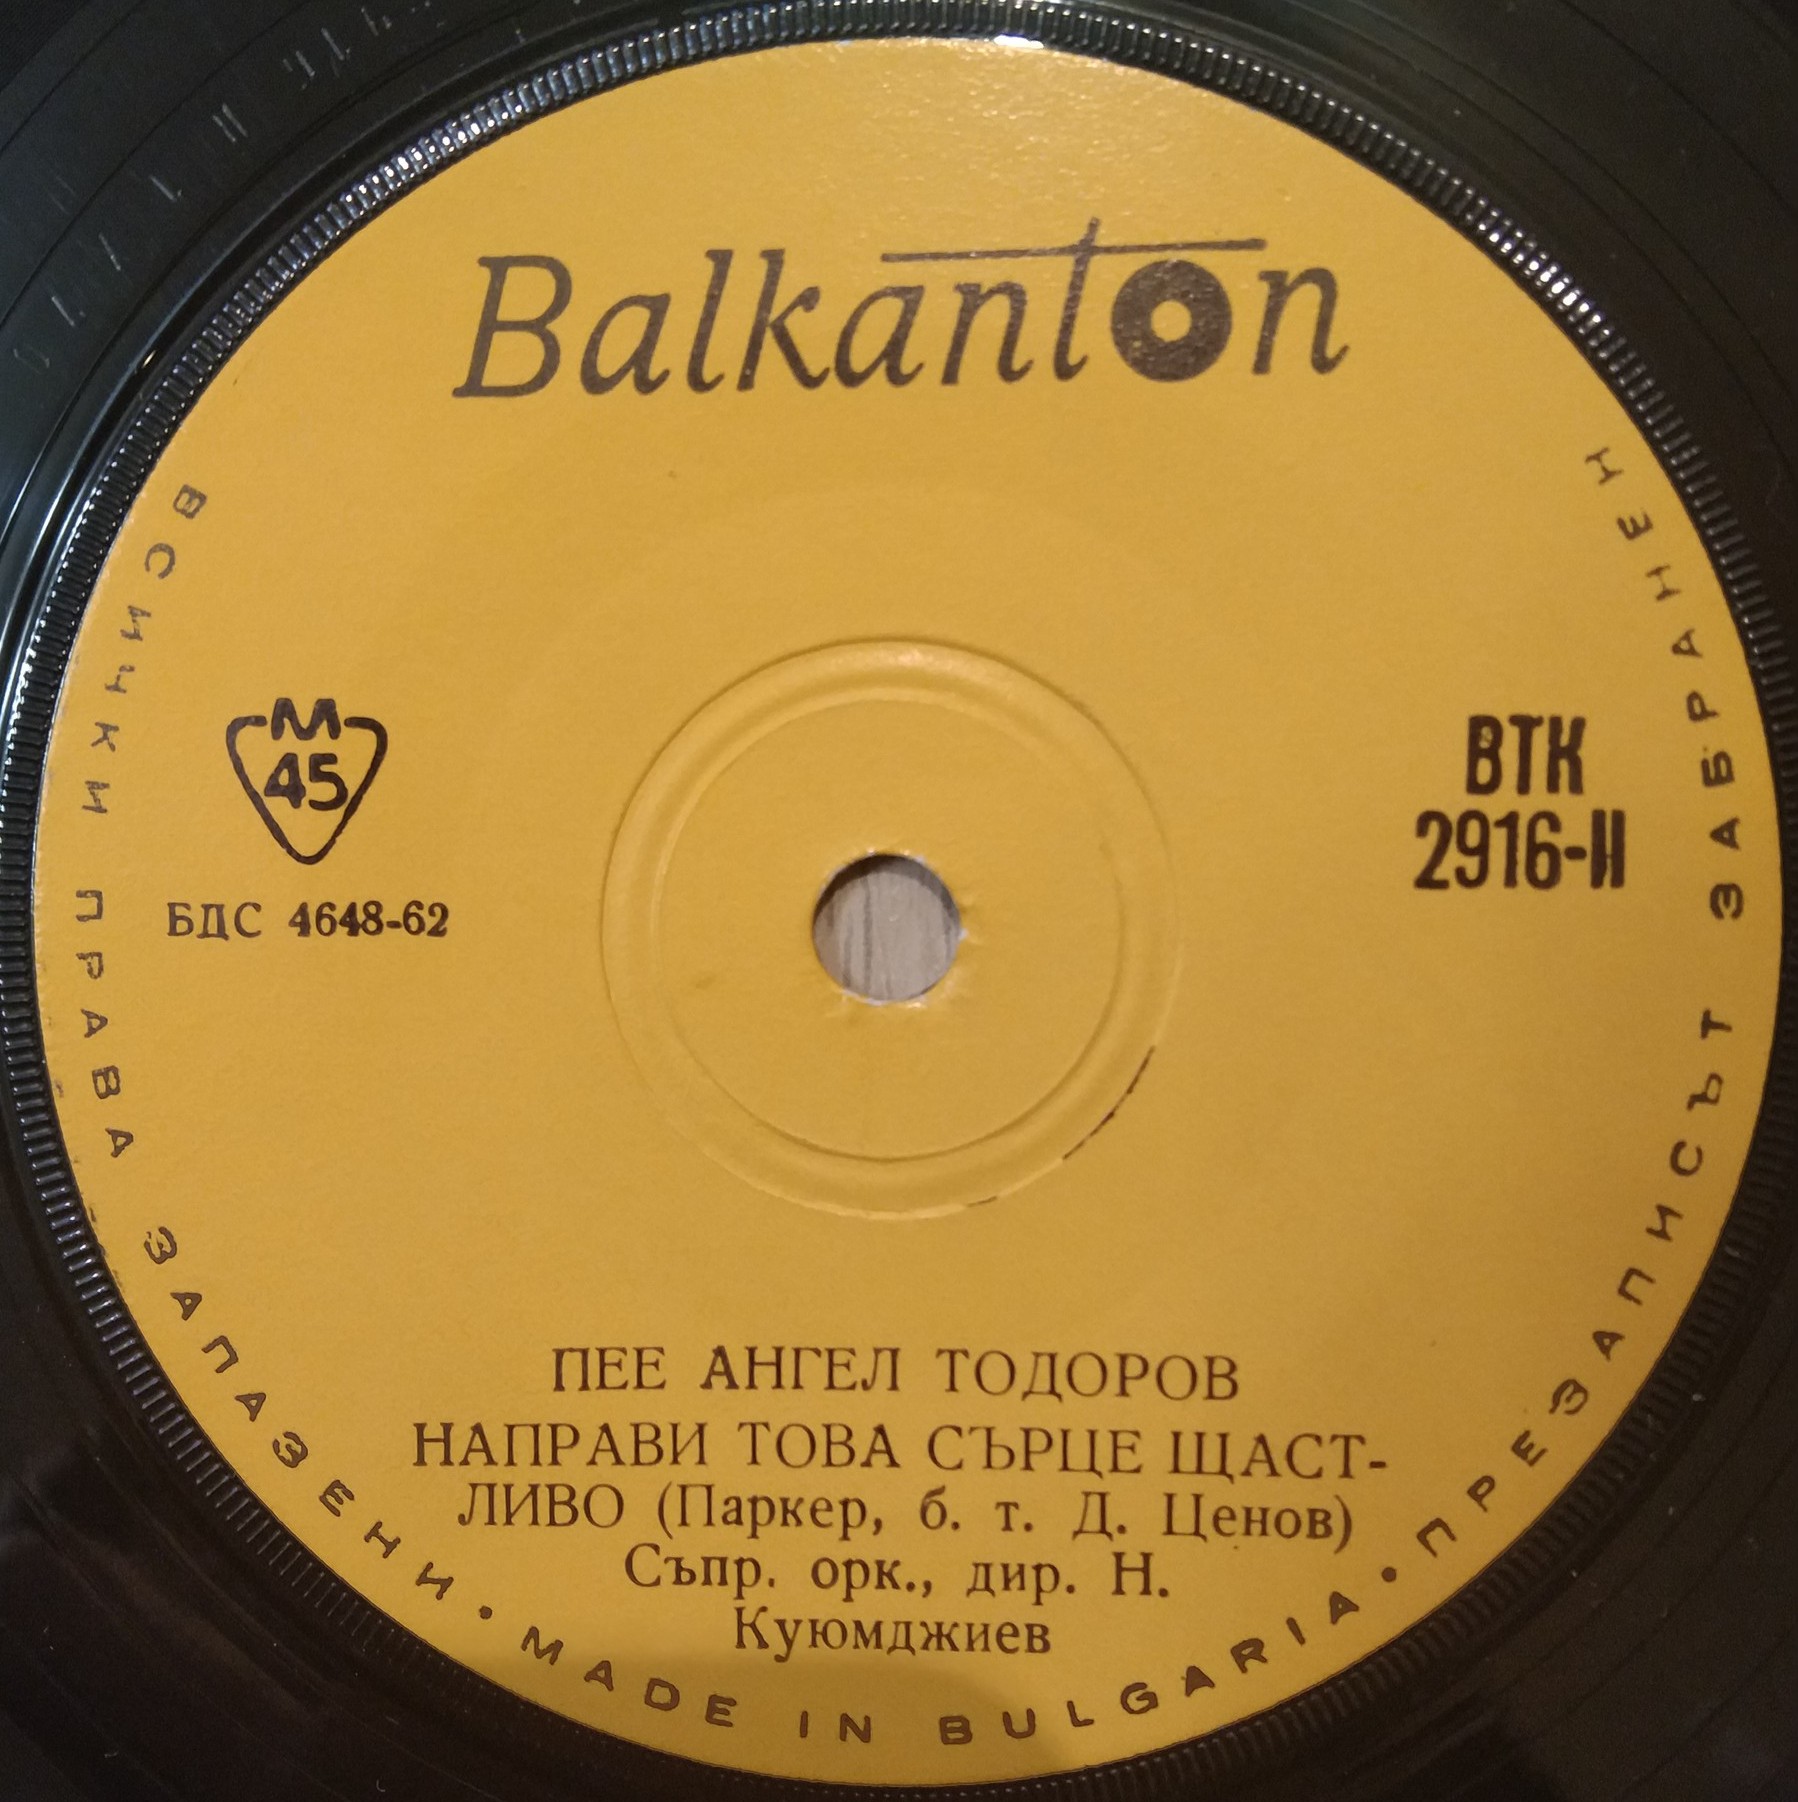 Balkanton
М
45
БДС 4648-62
ВТК
2916-II
ПЕЕ АНГЕЛ ТОДОРОВ
НАПРАВИ ТОВА СЪРЦЕ ЩАСТ-
ЛИВО (Паркер, б. т. Д. Ценов)
Съпр. орк., дир. Н.
Куюмджиев
ВСИЧКИ ПРАВА ЗАПАЗЕНИ • MADE IN BULGARIA • ПРЕЗАПИСЪТ ЗАБРАНЕН